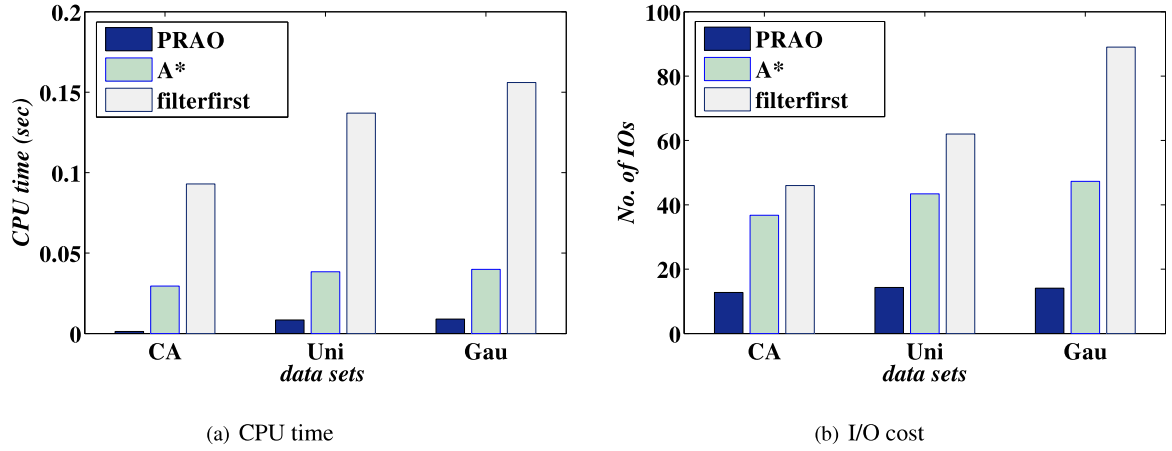 0.2
0.15
0.1
0.05
0
CPU time (sec)
PRAO
A*
filterfirst
CA
Uni
Gau
data sets
(a) CPU time
100
80
60
40
20
0
No. of IOs
PRAO
A*
filterfirst
CA
Uni
Gau
data sets
(b) I/O cost